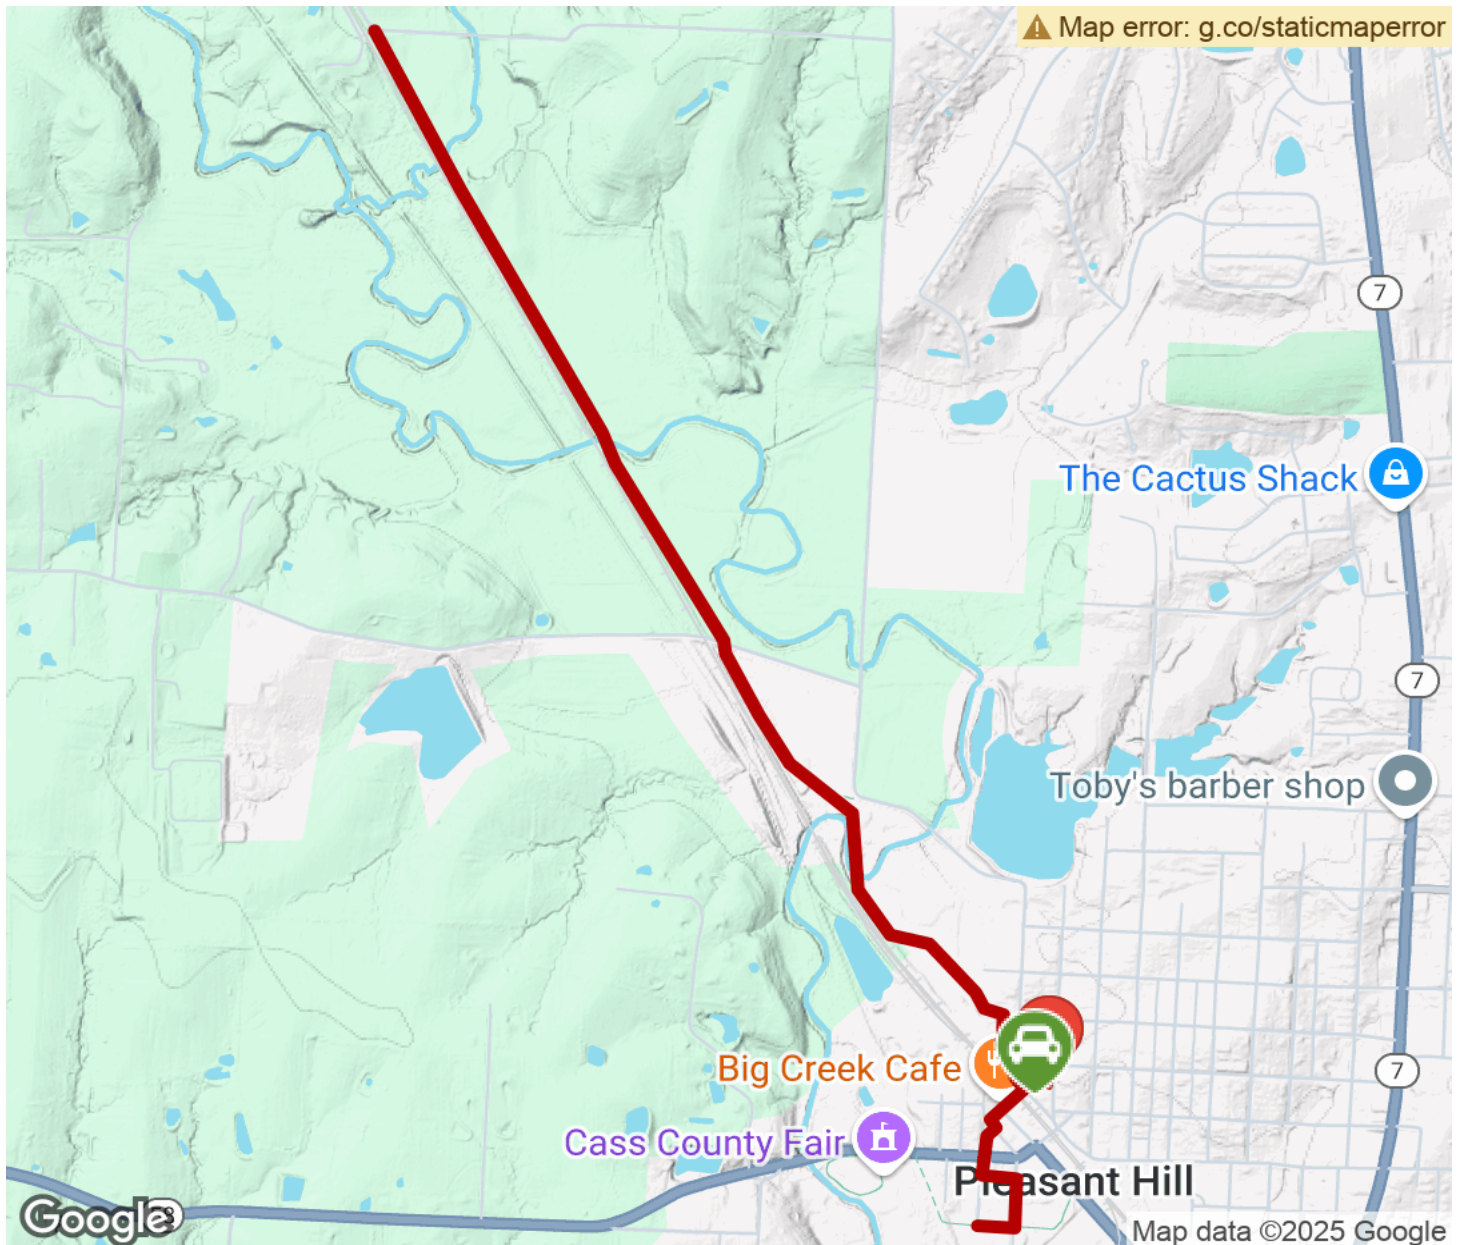 Map error: g.co/staticmaperror
7
The Cactus Shack
7
Toby's barber shop
Big Creek Cafe
7
Cass County Fair
Pleasant Hill
Google
Map data ©2025 Google